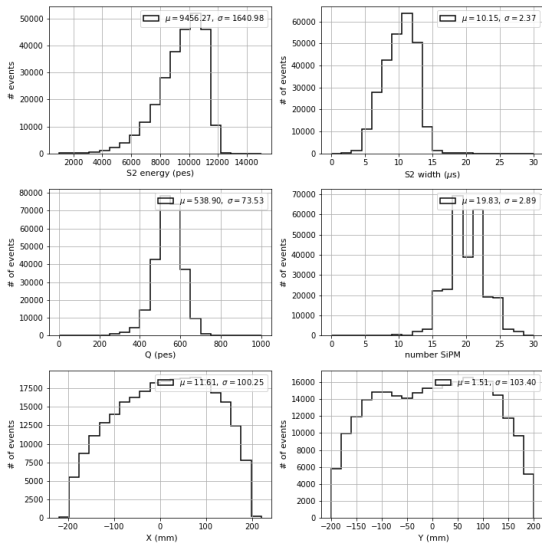 μ = 9456.27, σ = 1640.98
50000
40000
30000
20000
10000
0
# events
2000 4000 6000 8000 10000 12000 14000
S2 energy (pes)
μ = 10.15, σ = 2.37
60000
50000
40000
30000
20000
10000
0
# of events
0 5 10 15 20 25 30
S2 width (μs)
μ = 538.90, σ = 73.53
80000
70000
60000
50000
40000
30000
20000
10000
0
# of events
0 200 400 600 800 1000
Q (pes)
μ = 19.83, σ = 2.89
70000
60000
50000
40000
30000
20000
10000
0
# of events
0 5 10 15 20 25 30
number SiPM
μ = 11.61, σ = 100.25
17500
15000
12500
10000
7500
5000
2500
0
# of events
−200 −100 0 100 200
X (mm)
μ = 1.51, σ = 103.40
16000
14000
12000
10000
8000
6000
4000
2000
0
# of events
−200 −150 −100 −50 0 50 100 150 200
Y (mm)